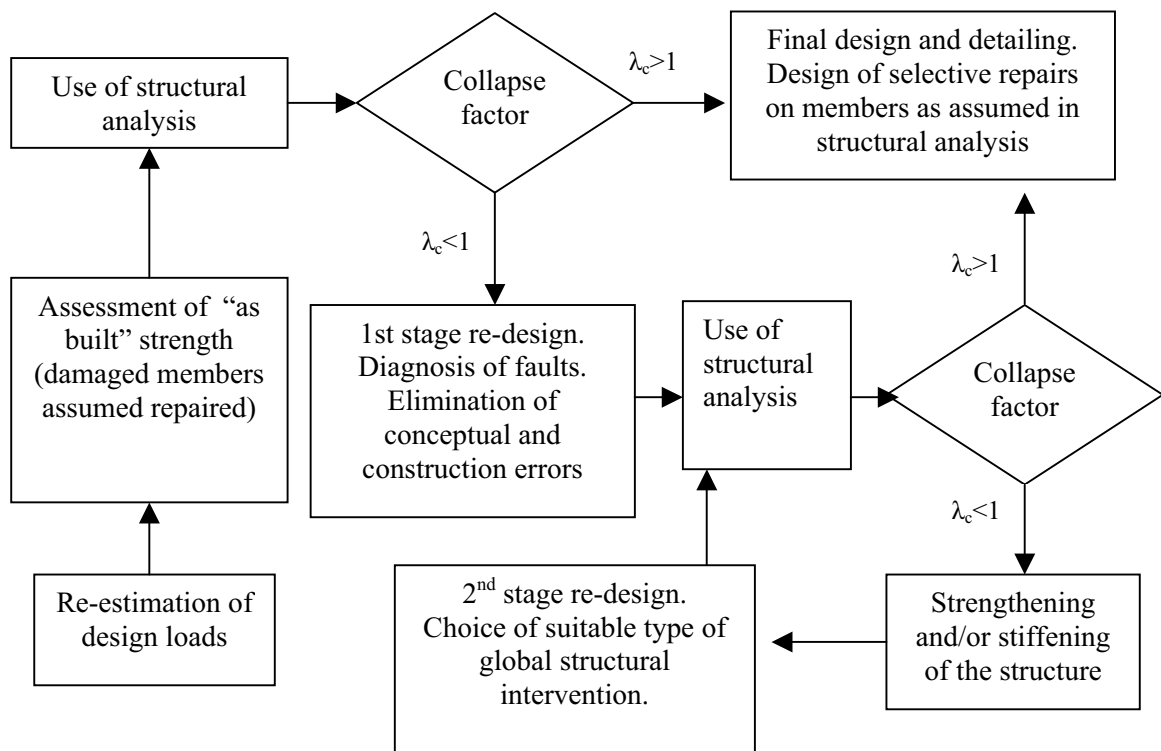 Use of structural
analysis
Collapse
factor
λc>1
Final design and detailing.
Design of selective repairs
on members as assumed in
structural analysis
λc<1
λc>1
Assessment of “as
built” strength
(damaged members
assumed repaired)
1st stage re-design.
Diagnosis of faults.
Elimination of
conceptual and
construction errors
Use of
structural
analysis
Collapse
factor
λc<1
Re-estimation of
design loads
2nd stage re-design.
Choice of suitable type of
global structural
intervention.
Strengthening
and/or stiffening
of the structure